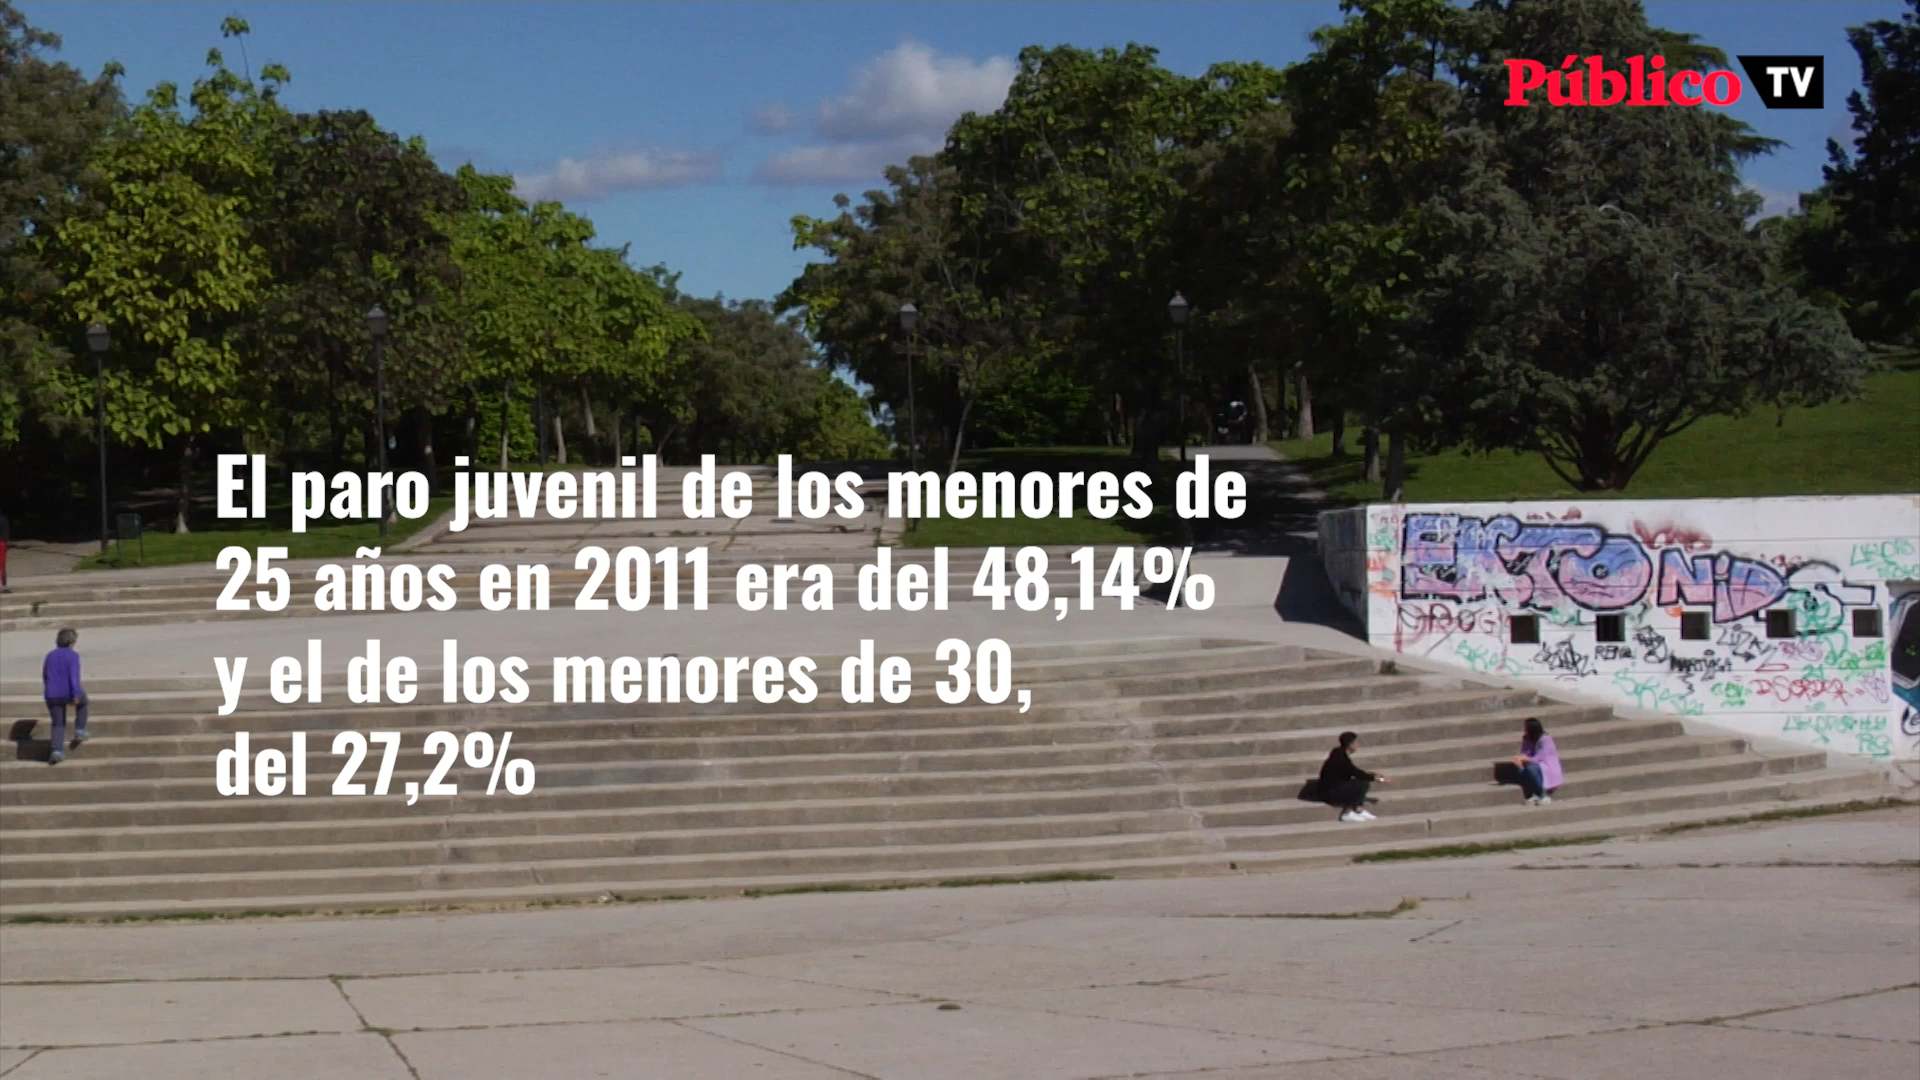 Público TV
El paro juvenil de los menores de
25 años en 2011 era del 48,14%
y el de los menores de 30,
del 27,2%